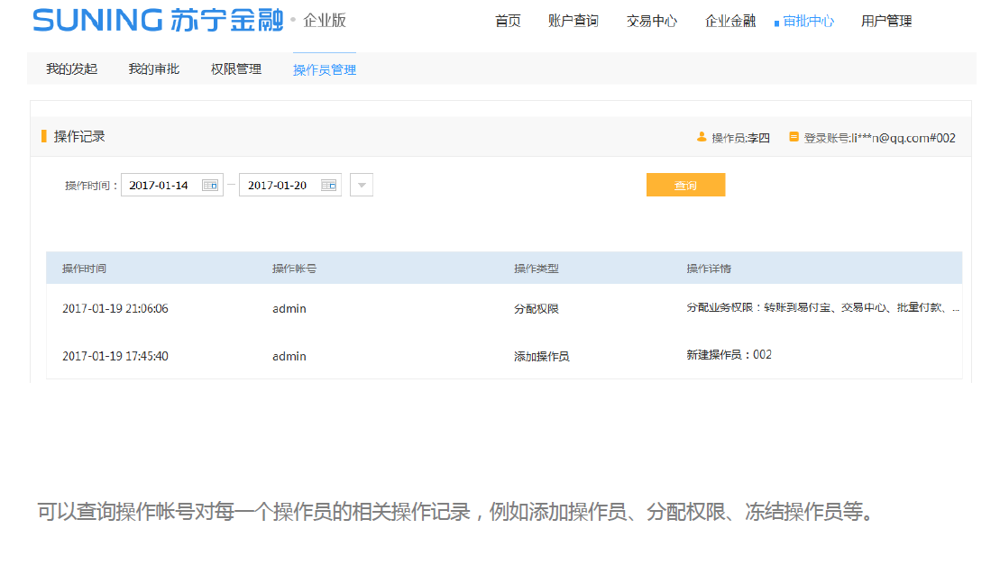 SUNING 苏宁金融 • 企业版 首页 账户查询 交易中心 企业金融 审批中心 用户管理
我的发起 我的审批 权限管理 操作员管理
操作记录 操作员:李四 登录账号:li***n@qq.com#002
操作时间： 2017-01-14 — 2017-01-20 查询
操作时间 操作帐号 操作类型 操作详情
2017-01-19 21:06:06 admin 分配权限 分配业务权限：转账到易付宝、交易中心、批量付款、...
2017-01-19 17:45:40 admin 添加操作员 新建操作员：002
可以查询操作帐号对每一个操作员的相关操作记录，例如添加操作员、分配权限、冻结操作员等。